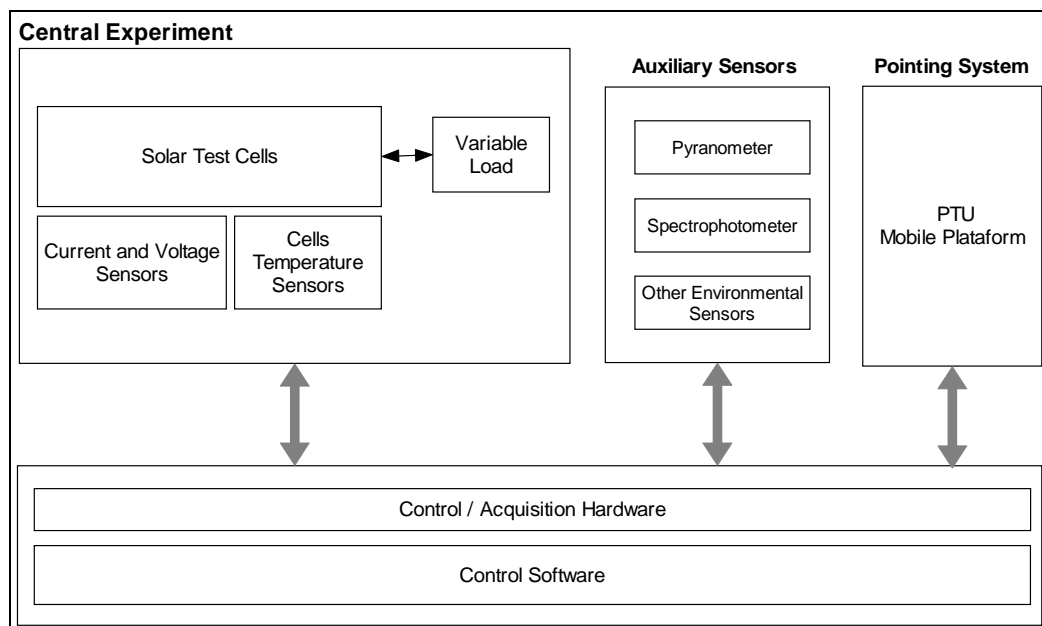 Central Experiment
Auxiliary Sensors
Pointing System
Solar Test Cells
Variable
Load
Current and Voltage
Sensors
Cells
Temperature
Sensors
Pyranometer
Spectrophotometer
Other Environmental
Sensors
PTU
Mobile Plataform
Control / Acquisition Hardware
Control Software